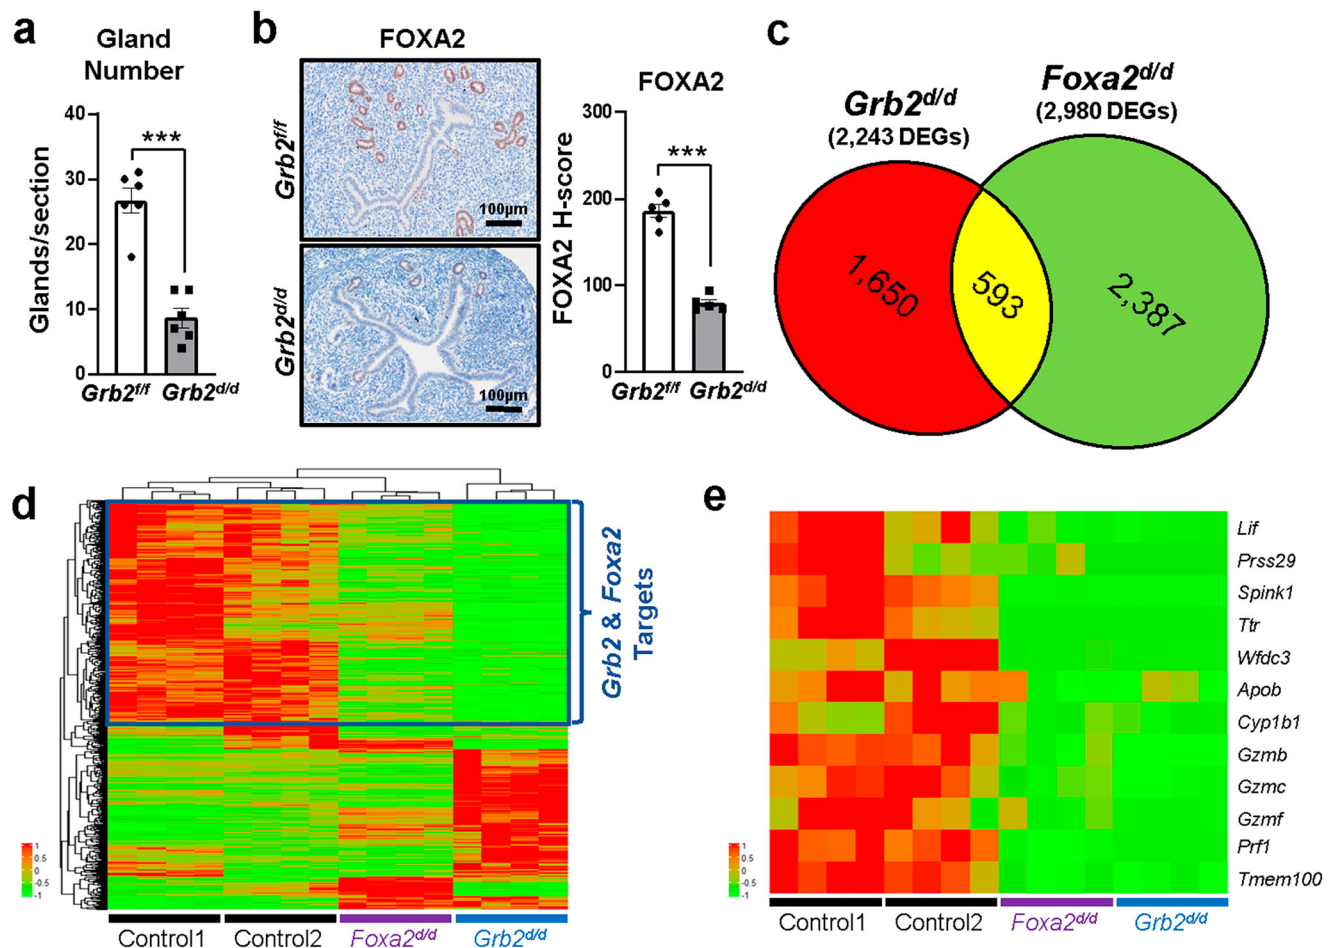 a
Gland
Number
Glands/section
40
30
20
10
0
***
Grb2f/f
Grb2d/d
b
FOXA2
Grb2f/f
100µm
Grb2d/d
100µm
FOXA2
FOXA2 H-score
300
200
100
0
***
Grb2f/f
Grb2d/d
c
Grb2d/d
(2,243 DEGs)
Foxa2d/d
(2,980 DEGs)
1,650
593
2,387
d
Grb2 & Foxa2
Targets
1
0.5
0
-0.5
-1
Control1
Control2
Foxa2d/d
Grb2d/d
e
Lif
Prss29
Spink1
Ttr
Wfdc3
Apob
Cyp1b1
Gzmb
Gzmc
Gzmf
Prf1
Tmem100
1
0.5
0
-0.5
-1
Control1
Control2
Foxa2d/d
Grb2d/d